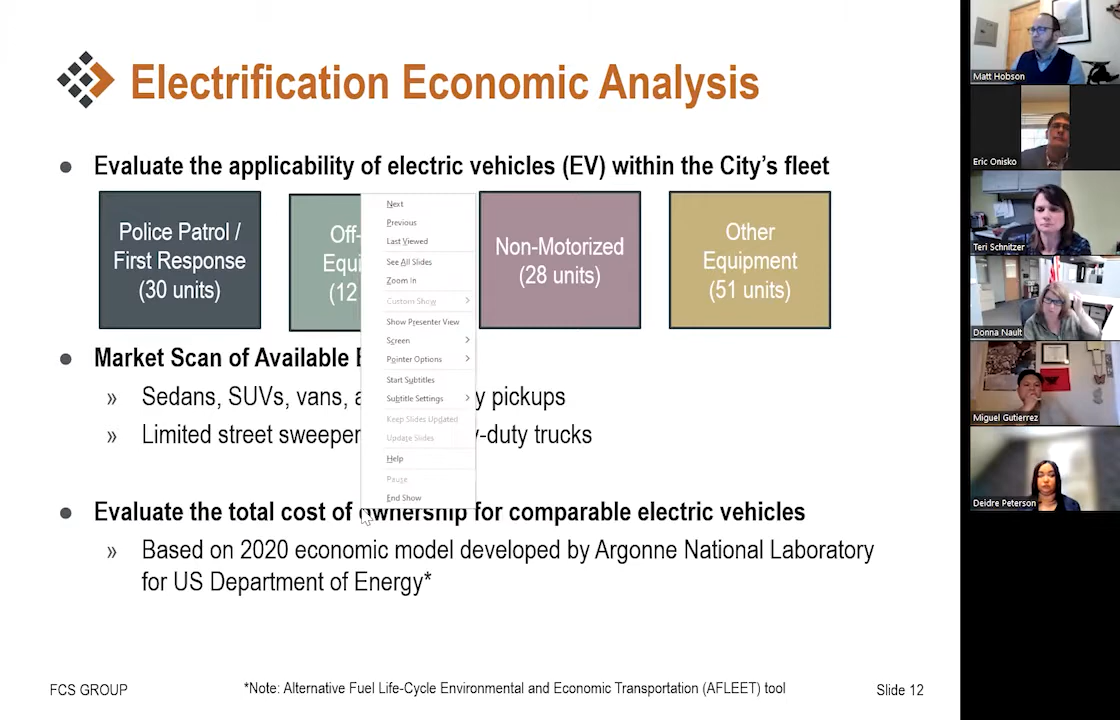 Electrification Economic Analysis
Evaluate the applicability of electric vehicles (EV) within the City's fleet
Police Patrol /
First Response
(30 units)
Off-
Equi
(12
Non-Motorized
(28 units)
Other
Equipment
(51 units)
Next
Previous
Last Viewed
See All Slides
Zoom In
Custom Show
Show Presenter View
Screen
Pointer Options
Start Subtitles
Subtitle Settings
Keep Slides Updated
Update Slides
Help
Pause
End Show
Market Scan of Available
» Sedans, SUVs, vans, a y pickups
» Limited street sweeper y-duty trucks
Evaluate the total cost of ownership for comparable electric vehicles
» Based on 2020 economic model developed by Argonne National Laboratory
for US Department of Energy*
FCS GROUP
*Note: Alternative Fuel Life-Cycle Environmental and Economic Transportation (AFLEET) tool
Slide 12
Matt Hobson
Eric Onisko
Teri Schnitzer
Donna Nault
Miguel Gutierrez
Deidre Peterson